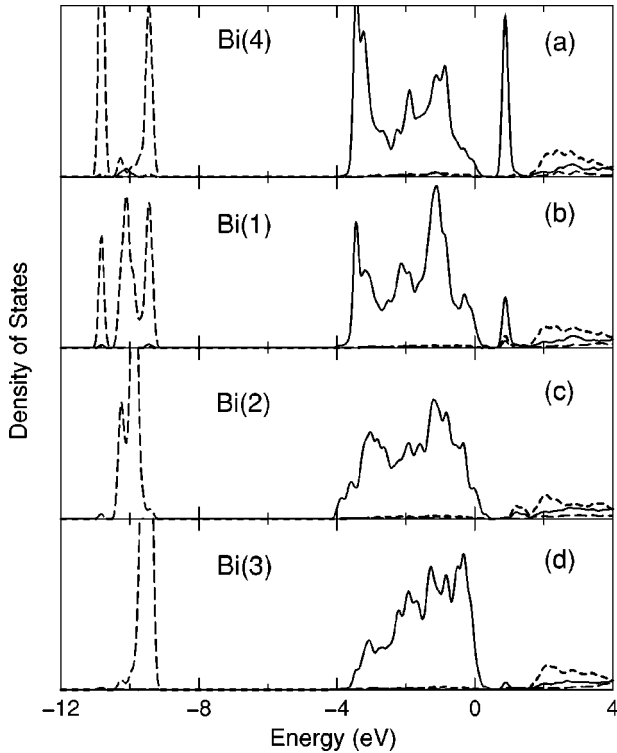 Bi(4) (a)
Bi(1) (b)
Bi(2) (c)
Bi(3) (d)
Density of States
−12 −8 −4 0 4
Energy (eV)